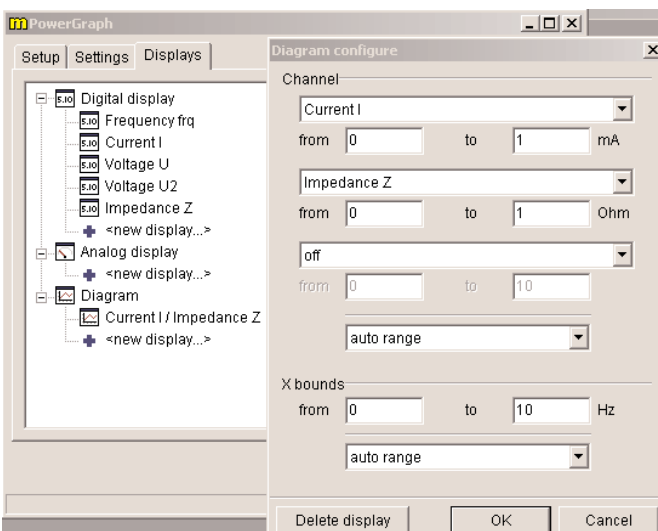 PowerGraph
Setup Settings Displays
Digital display
Frequency frq
Current I
Voltage U
Voltage U2
Impedance Z
<new display...>
Analog display
<new display...>
Diagram
Current I / Impedance Z
<new display...>
Diagram configure
Channel
Current I
from 0 to 1 mA
Impedance Z
from 0 to 1 Ohm
off
from 0 to 10
auto range
X bounds
from 0 to 10 Hz
auto range
Delete display OK Cancel